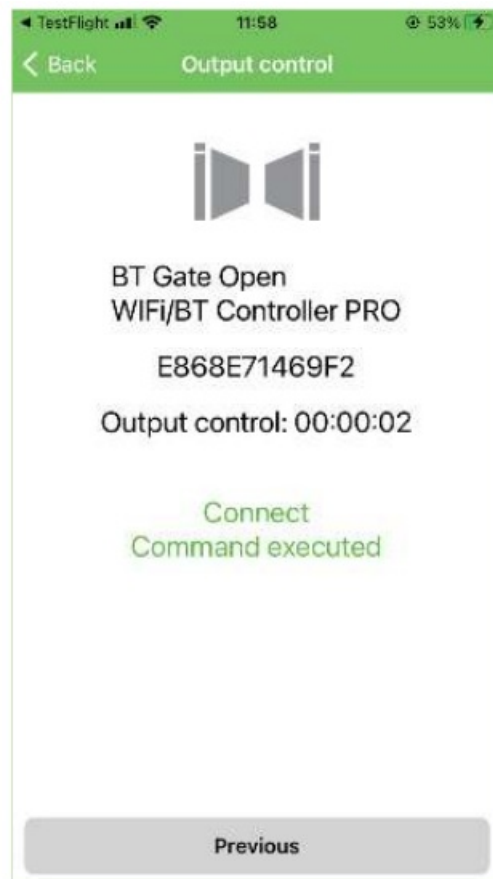 TestFlight 11:58 53%
Back Output control
BT Gate Open
WIFi/BT Controller PRO
E868E71469F2
Output control: 00:00:02
Connect
Command executed
Previous